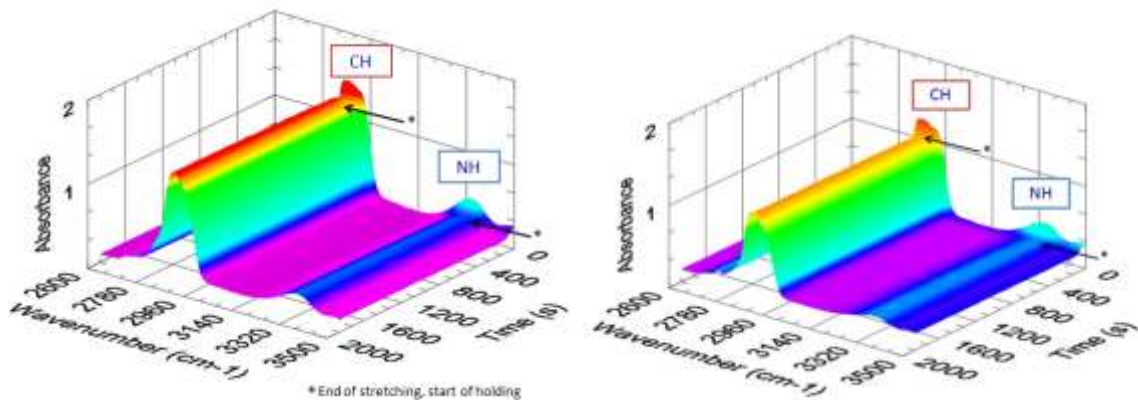 CH
NH
*
*
2
1
Absorbance
2600
2780
2960
3140
3320
3500
Wavenumber (cm-1)
0
400
800
1200
1600
2000
Time (s)
* End of stretching, start of holding
CH
NH
*
*
2
1
Absorbance
2600
2780
2960
3140
3320
3500
Wavenumber (cm-1)
0
400
800
1200
1600
2000
Time (s)